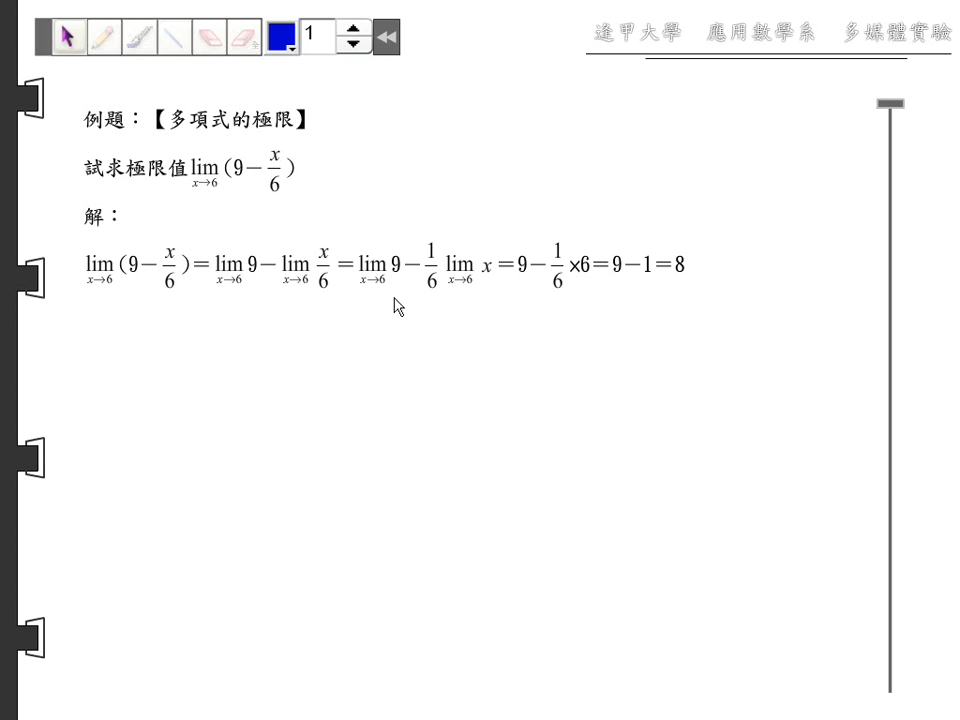 1
逢甲大學 應用數學系 多媒體實驗
例題：【多項式的極限】
試求極限值 lim_{x→6} (9－x/6)
解：
lim_{x→6} (9－x/6)＝lim_{x→6} 9－lim_{x→6} x/6 ＝lim_{x→6} 9－1/6 lim_{x→6} x＝9－1/6×6＝9－1＝8